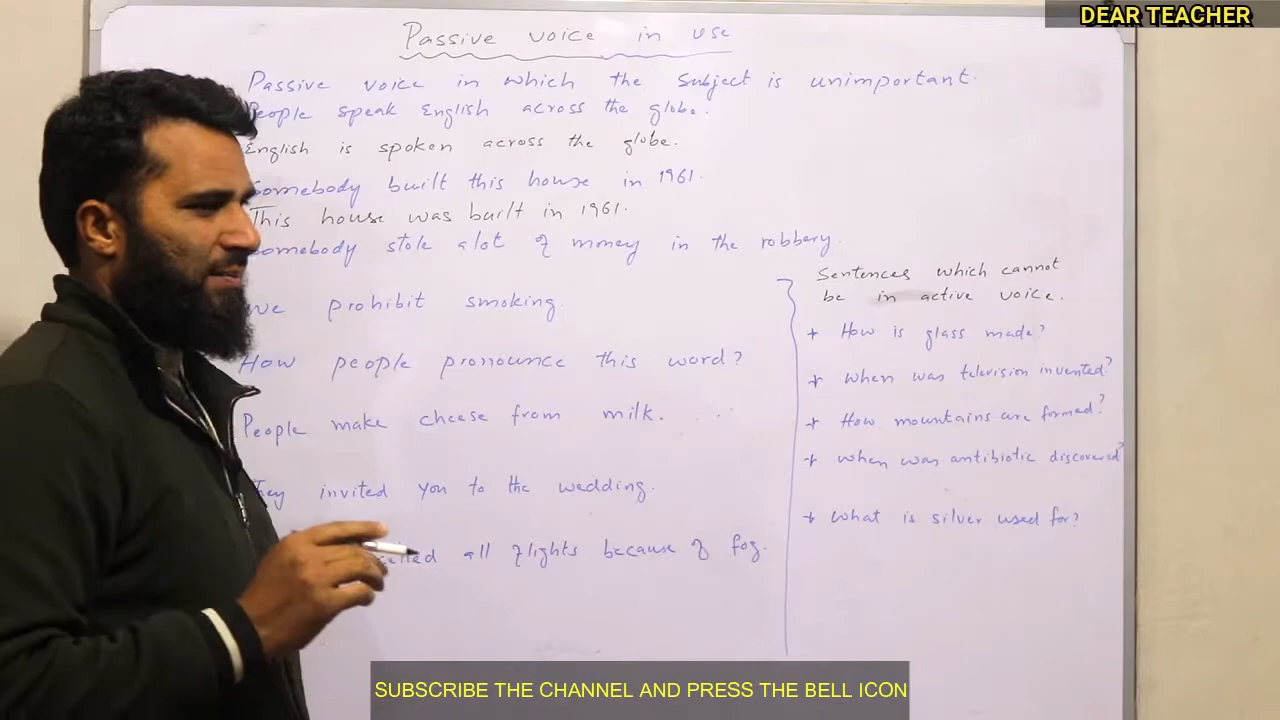 DEAR TEACHER
Passive voice in use
Passive voice in which the subject is unimportant.
People speak English across the globe.
English is spoken across the globe.
Somebody built this house in 1961.
This house was built in 1961.
Somebody stole alot of money in the robbery.
We prohibit smoking.
How people pronounce this word?
People make cheese from milk. ....
They invited you to the wedding.
all flights because of fog.
Sentences which cannot
be in active voice.
+ How is glass made?
+ when was television invented?
+ How mountains are formed?
+ when was antibiotic discovered?
+ what is silver used for?
SUBSCRIBE THE CHANNEL AND PRESS THE BELL ICON